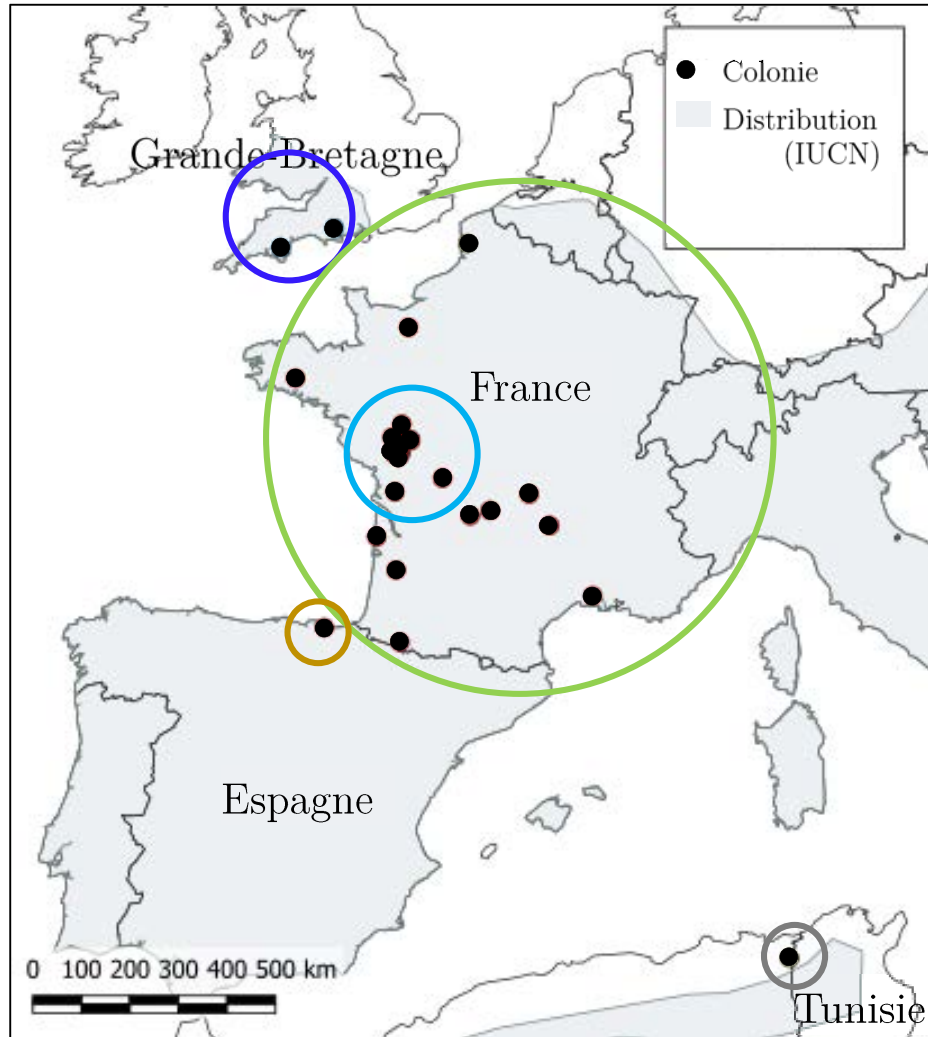 Colonie
Distribution
(IUCN)
Grande-Bretagne
France
Espagne
0 100 200 300 400 500 km
Tunisie